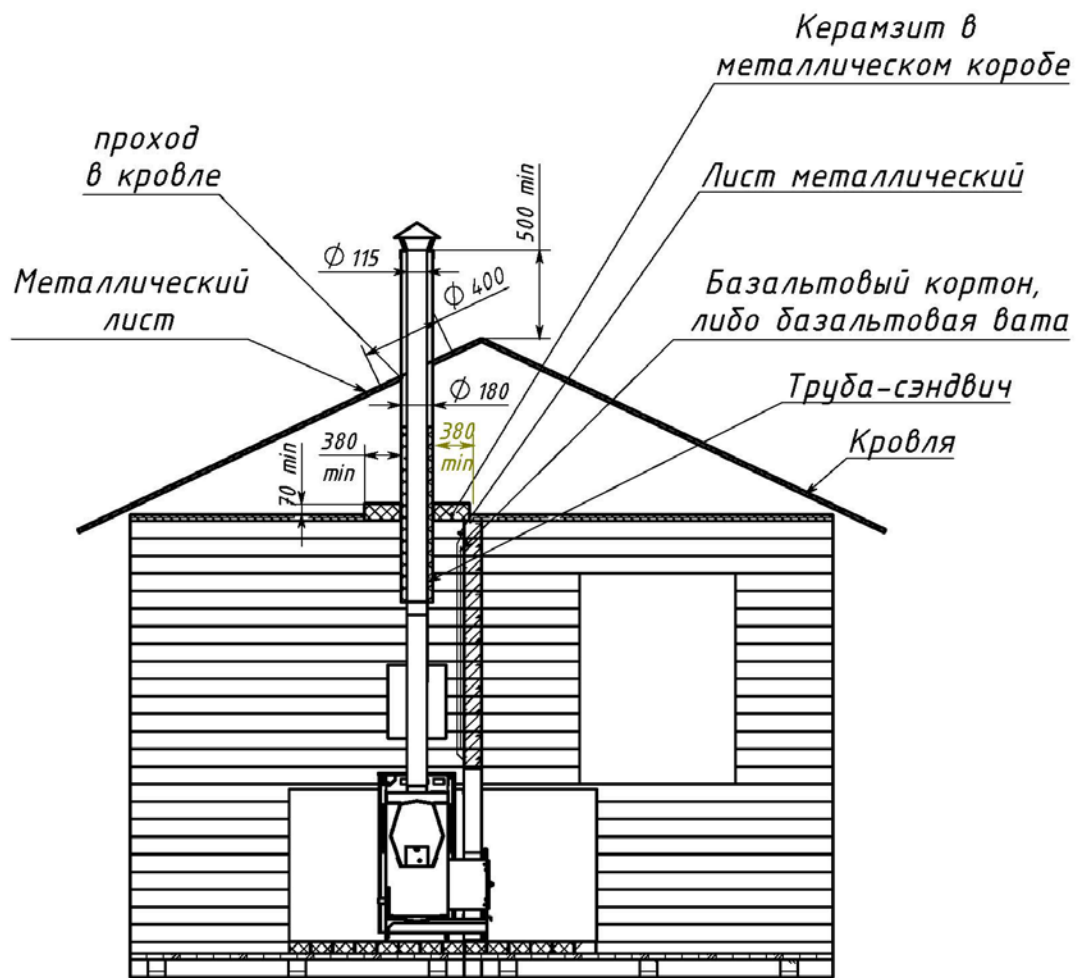 Керамзит в
металлическом коробе
проход
в кровле
Лист металлический
500 min
Ø 115
Ø 400
Металлический
лист
Базальтовый кортон,
либо базальтовая вата
Ø 180
Труба-сэндвич
380
min
380
min
Кровля
70 min